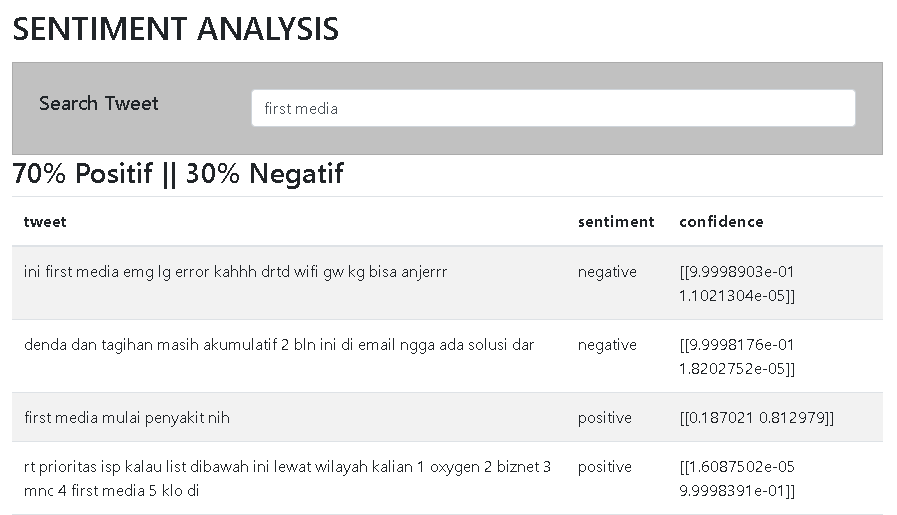 SENTIMENT ANALYSIS
Search Tweet first media
70% Positif || 30% Negatif
tweet sentiment confidence
ini first media emg lg error kahhh drtd wifi gw kg bisa anjerrr negative [[9.9998903e-01
1.1021304e-05]]
denda dan tagihan masih akumulatif 2 bln ini di email ngga ada solusi dar negative [[9.9998176e-01
1.8202752e-05]]
first media mulai penyakit nih positive [[0.187021 0.812979]]
rt prioritas isp kalau list dibawah ini lewat wilayah kalian 1 oxygen 2 biznet 3 positive [[1.6087502e-05
mnc 4 first media 5 klo di 9.9998391e-01]]